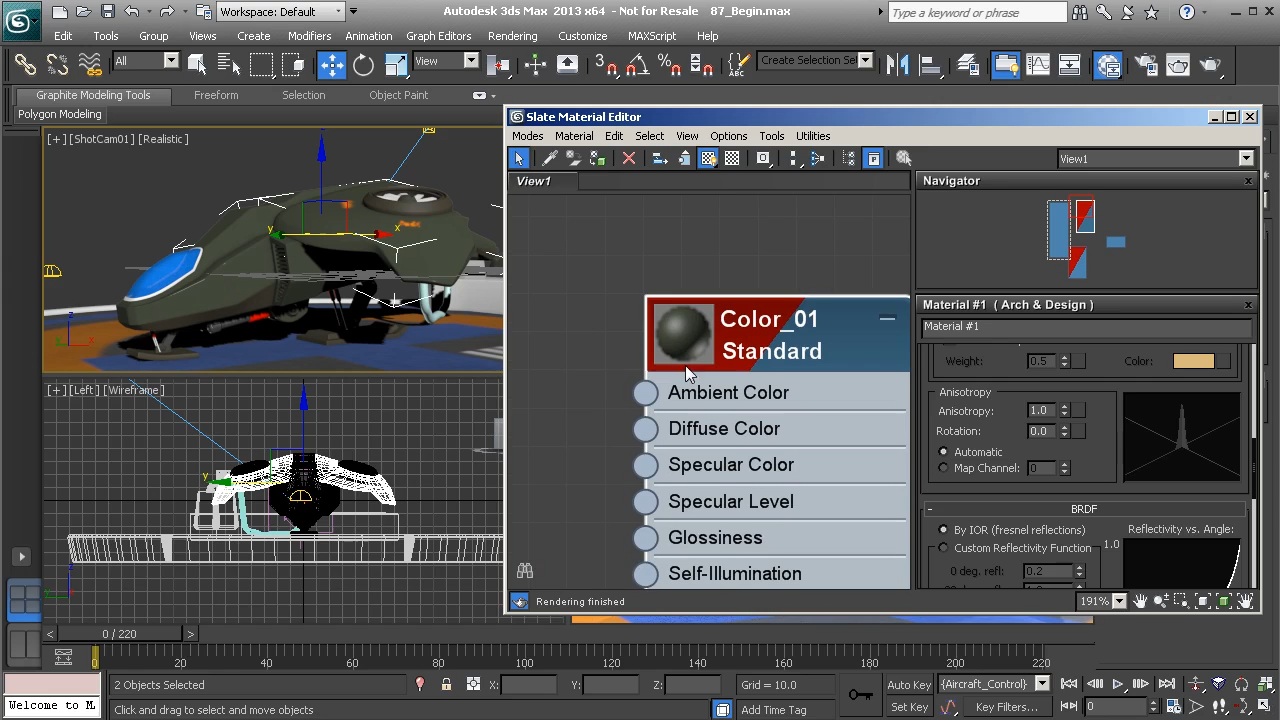 Workspace: Default
Autodesk 3ds Max 2013 x64 - Not for Resale 87_Begin.max
Type a keyword or phrase
Edit Tools Group Views Create Modifiers Animation Graph Editors Rendering Customize MAXScript Help
All
View
Create Selection Se
Graphite Modeling Tools Freeform Selection Object Paint
Polygon Modeling
[+] [ShotCam01] [Realistic]
y
x
z
x
[+] [Left] [Wireframe]
y
z
y
Slate Material Editor
Modes Material Edit Select View Options Tools Utilities
View1
View1
Navigator
Color_01
Standard
Ambient Color
Diffuse Color
Specular Color
Specular Level
Glossiness
Self-Illumination
Material #1 ( Arch & Design )
Material #1
Weight: 0.5 Color:
Anisotropy
Anisotropy: 1.0
Rotation: 0.0
Automatic
Map Channel: 0
- BRDF
By IOR (fresnel reflections) Reflectivity vs. Angle:
Custom Reflectivity Function 1.0
0 deg. refl: 0.2
Rendering finished
191%
< 0 / 220 >
0 20 40 60 80 100 120 140 160 180 200 220
2 Objects Selected X: Y: Z: Grid = 10.0 Auto Key {Aircraft_Control}
Welcome to M
Click and drag to select and move objects Add Time Tag Set Key Key Filters... 0